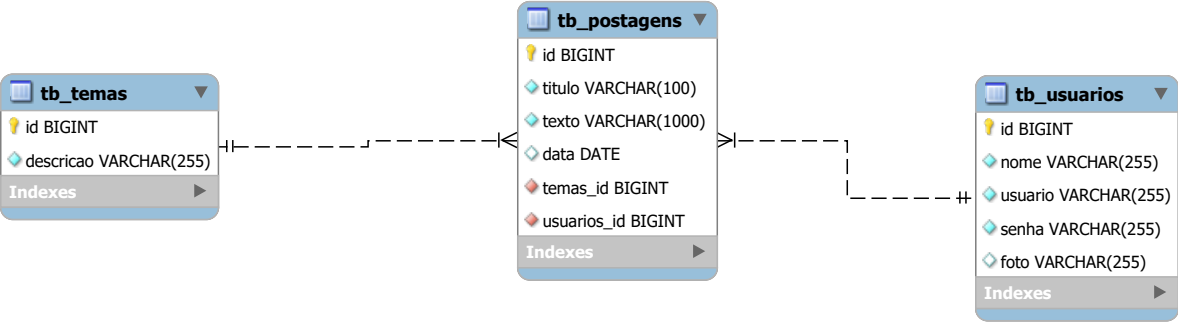 tb_temas
id BIGINT
descricao VARCHAR(255)
Indexes
tb_postagens
id BIGINT
titulo VARCHAR(100)
texto VARCHAR(1000)
data DATE
temas_id BIGINT
usuarios_id BIGINT
Indexes
tb_usuarios
id BIGINT
nome VARCHAR(255)
usuario VARCHAR(255)
senha VARCHAR(255)
foto VARCHAR(255)
Indexes